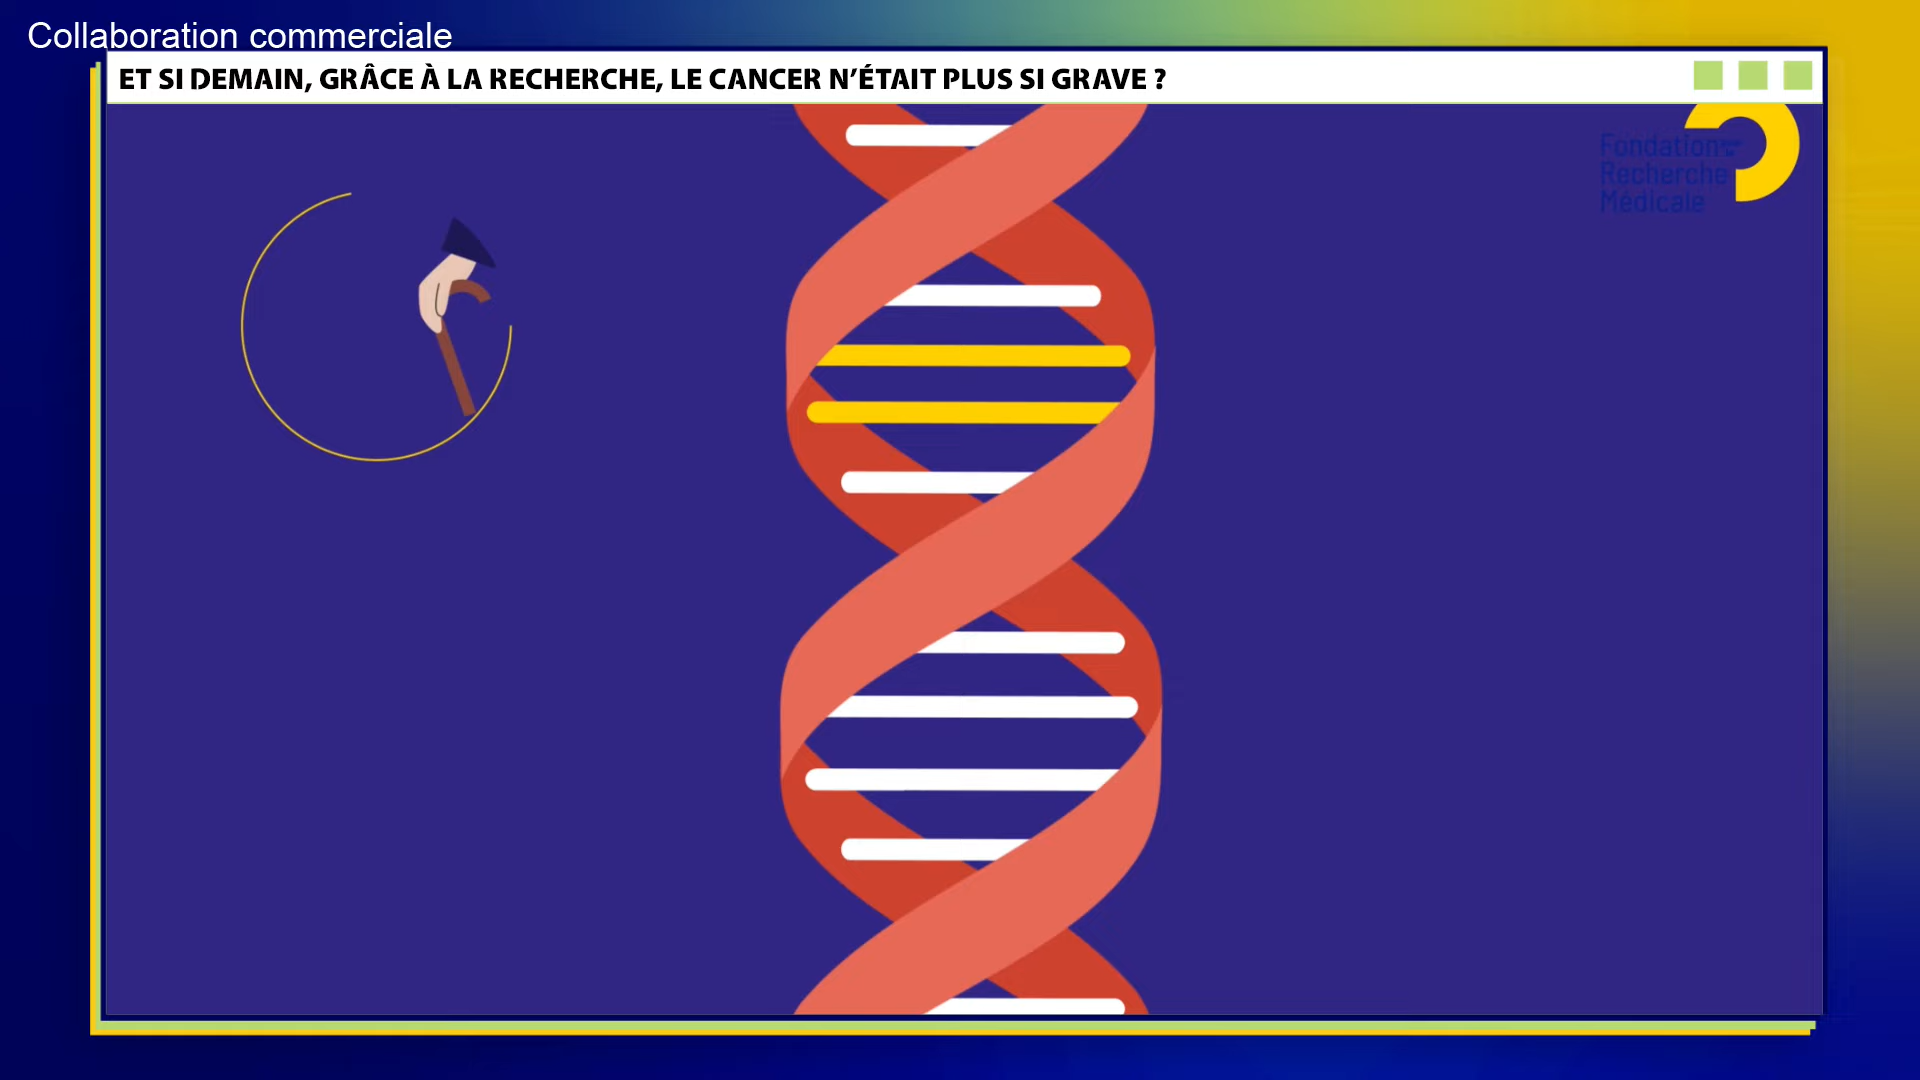 Collaboration commerciale
ET SI DEMAIN, GRÂCE À LA RECHERCHE, LE CANCER N'ÉTAIT PLUS SI GRAVE ?
Fondation
Recherche
Médicale